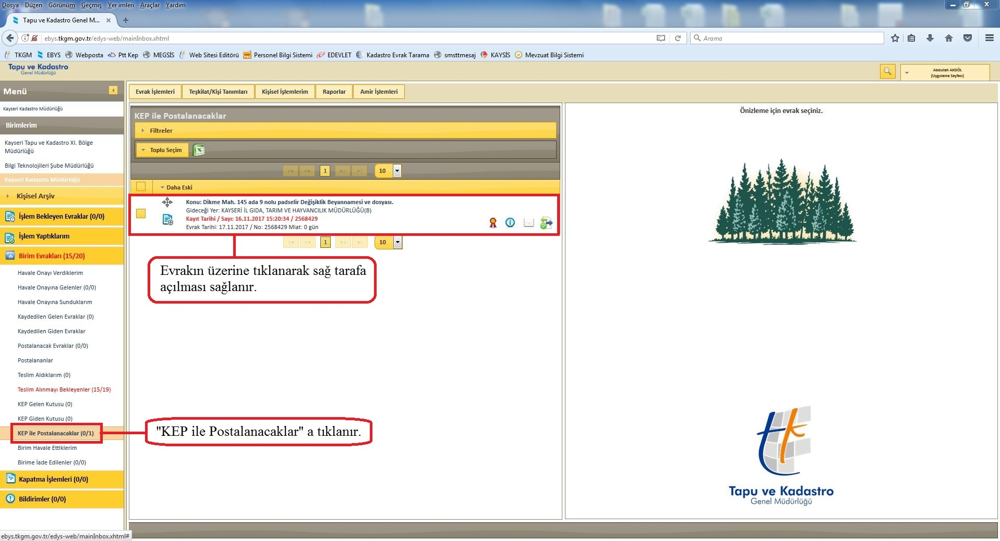 Dosya Düzen Görünüm Geçmiş Yer imleri Araçlar Yardım
Tapu ve Kadastro Genel M... × +
ebys.tkgm.gov.tr/edys-web/mainInbox.xhtml
Arama
TKGM EBYS Webposta Ptt Kep MEGSİS Web Sitesi Editörü Personel Bilgi Sistemi EDEVLET Kadastro Evrak Tarama smsttmesaj KAYSİS Mevzuat Bilgi Sistemi
Tapu ve Kadastro
Genel Müdürlüğü
Abdullah AKDÖL
(Uygulama Sayfası)
Menü
Kayseri Kadastro Müdürlüğü
Birimlerim
Kayseri Tapu ve Kadastro XI. Bölge
Müdürlüğü
Bilgi Teknolojileri Şube Müdürlüğü
Kayseri Kadastro Müdürlüğü
Kişisel Arşiv
İşlem Bekleyen Evraklar (0/0)
İşlem Yaptıklarım
Birim Evrakları (15/20)
Havale Onayı Verdiklerim
Havale Onayına Gelenler (0/0)
Havale Onayına Sunduklarım
Kaydedilen Gelen Evraklar (0)
Kaydedilen Giden Evraklar
Postalanacak Evraklar (0/0)
Postalananlar
Teslim Aldıklarım (0)
Teslim Alınmayı Bekleyenler (15/19)
KEP Gelen Kutusu (0)
KEP Giden Kutusu (0)
KEP ile Postalanacaklar (0/1)
Birim Havale Ettiklerim
Birime İade Edilenler (0/0)
Kapatma İşlemleri (0/0)
Bildirimler (0/0)
ebys.tkgm.gov.tr/edys-web/mainInbox.xhtml#
Evrak İşlemleri Teşkilat/Kişi Tanımları Kişisel İşlemlerim Raporlar Amir İşlemleri
KEP ile Postalanacaklar
Filtreler
Toplu Seçim
1 10
Daha Eski
Konu: Dikme Mah. 145 ada 9 nolu padselir Değişiklik Beyannamesi ve dosyası.
Gideceği Yer: KAYSERİ İL GIDA, TARIM VE HAYVANCILIK MÜDÜRLÜĞÜ(B)
Kayıt Tarihi / Sayı: 16.11.2017 15:20:34 / 2568429
Evrak Tarihi: 17.11.2017 / No: 2568429 Miat: 0 gün
1 10
Evrakın üzerine tıklanarak sağ tarafa
açılması sağlanır.
"KEP ile Postalanacaklar" a tıklanır.
Önizleme için evrak seçiniz.
Tapu ve Kadastro
Genel Müdürlüğü